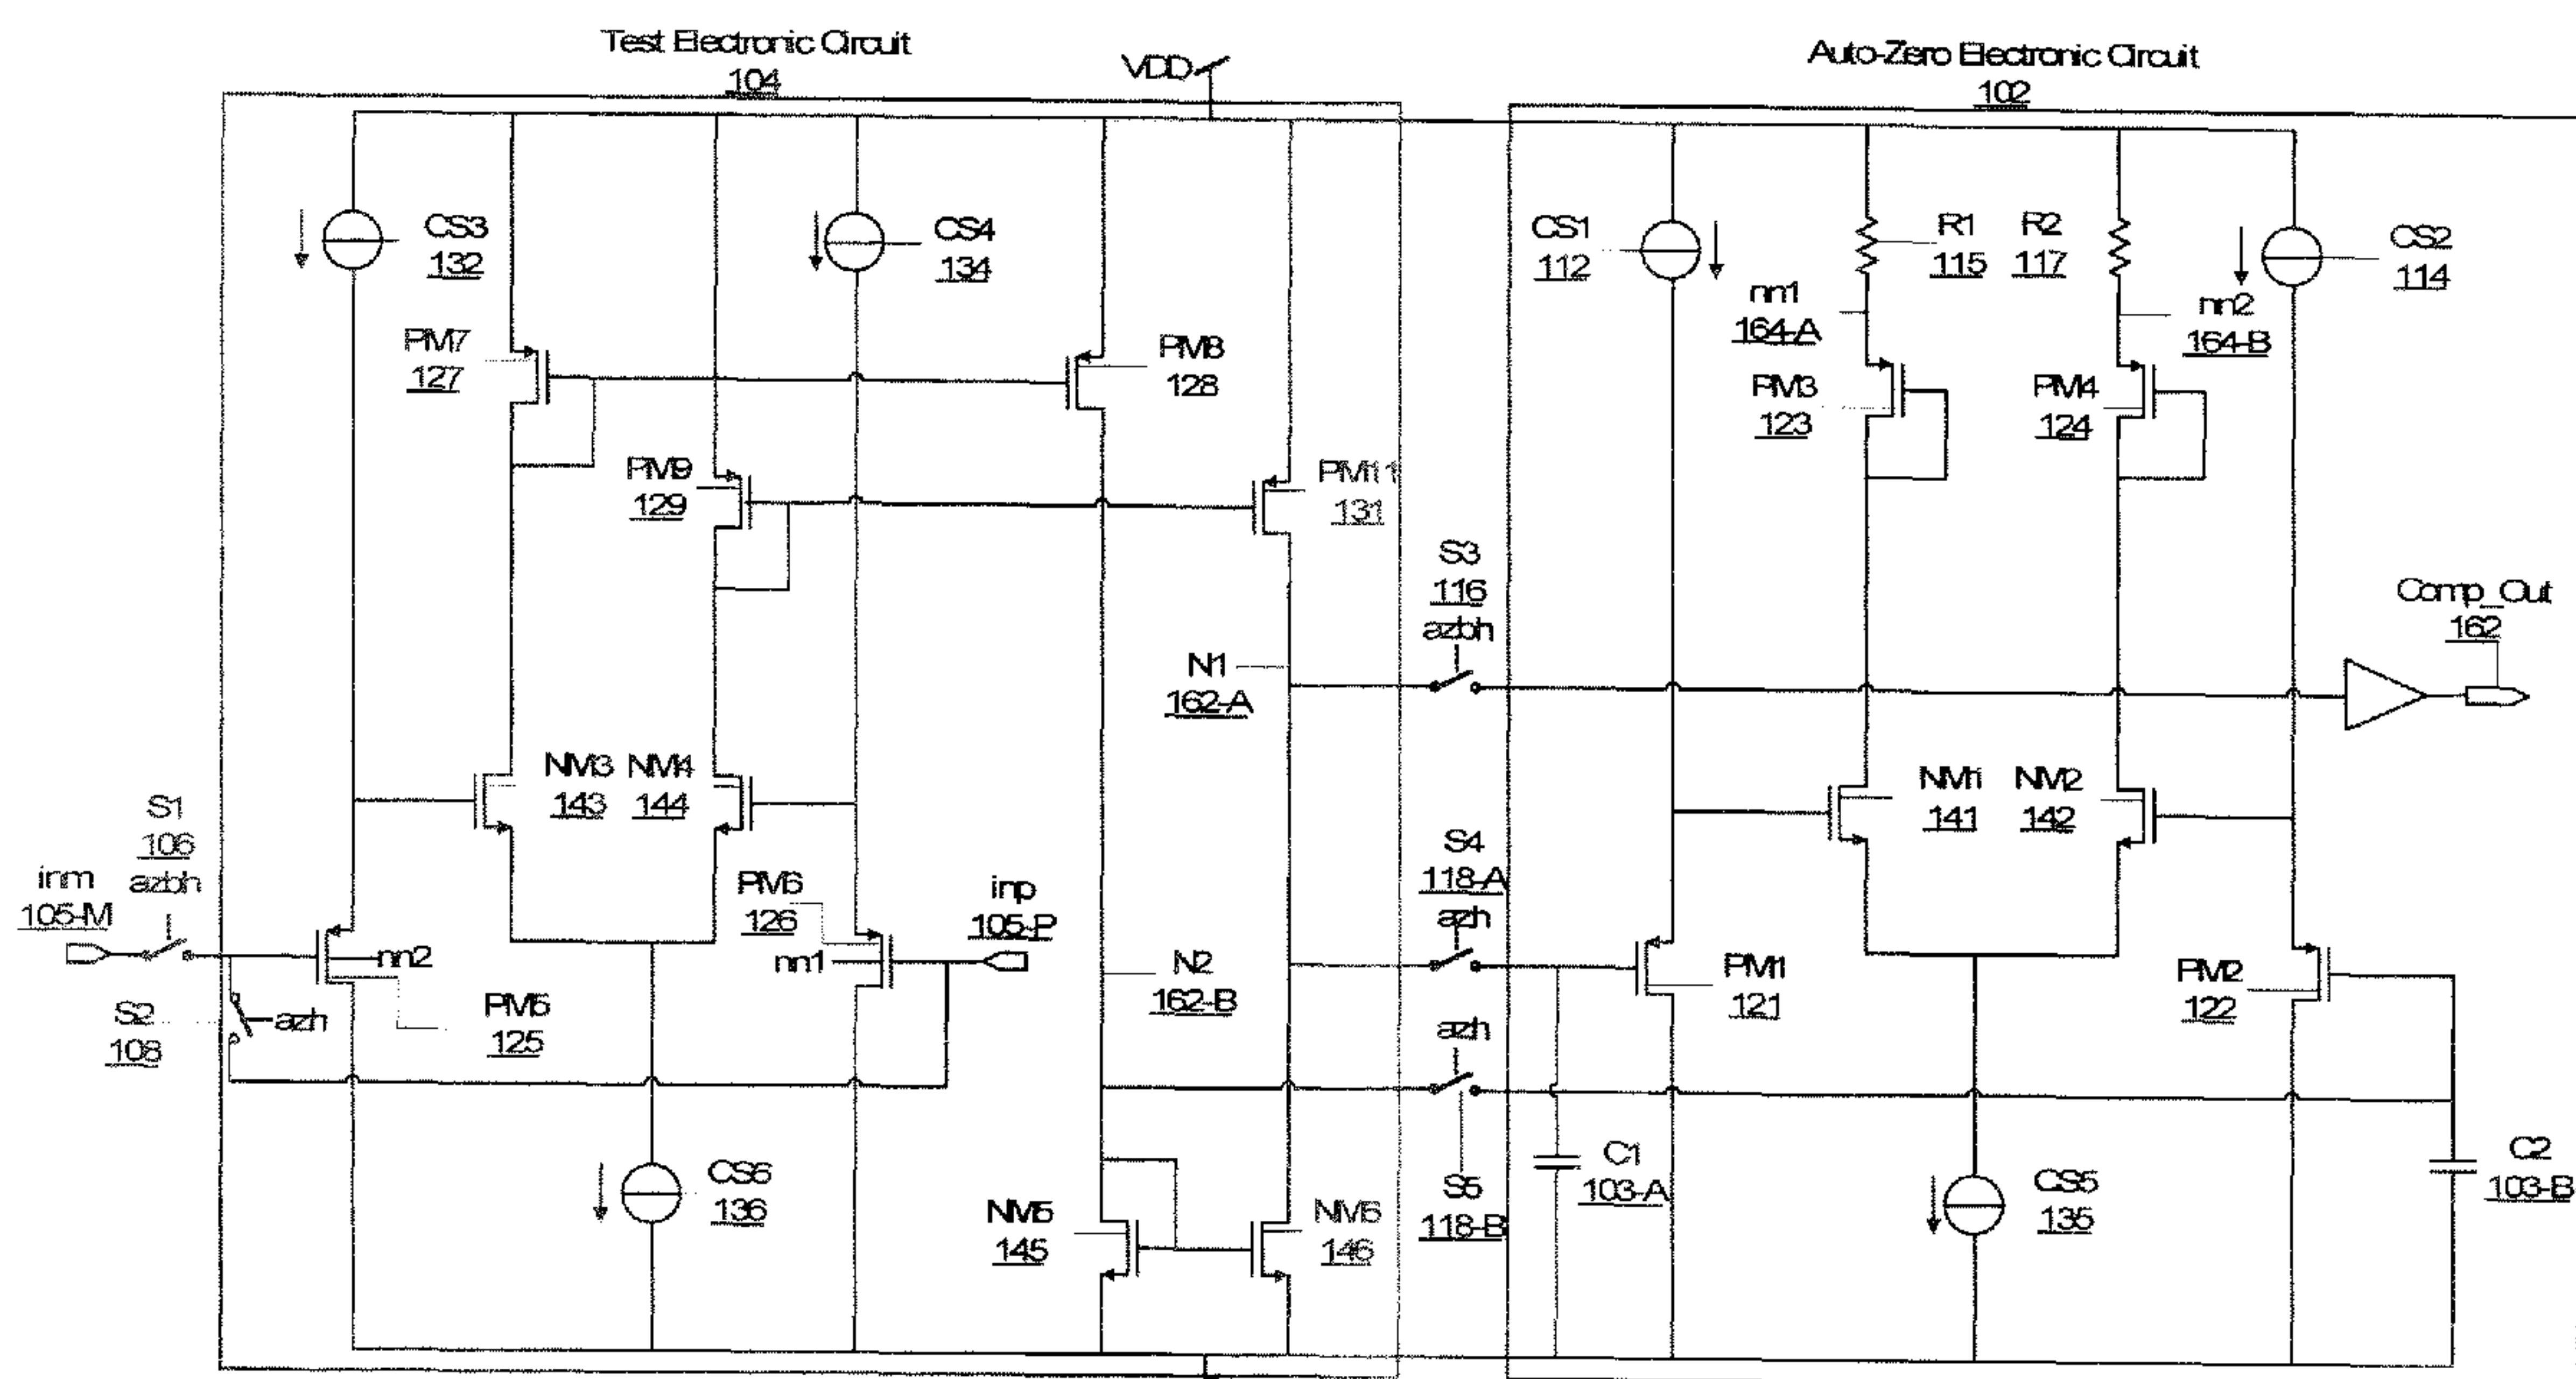 Test Electronic Circuit
104
VDD
Auto-Zero Electronic Circuit
102
CS3
132
CS4
134
CS1
112
R1
115
R2
117
CS2
114
nn1
164-A
nn2
164-B
PM7
127
PM8
128
PM3
123
PM4
124
PM9
129
PM11
131
S3
116
azbh
Comp_Out
162
N1
162-A
NM3
143
NM4
144
NM1
141
NM2
142
S1
106
azbh
inm
105-M
S4
118-A
azh
PM6
126
inp
105-P
nn2
nn1
N2
162-B
PM1
121
PM2
122
S2
108
azh
PM5
125
azh
CS6
136
S5
118-B
C1
103-A
CS5
135
C2
103-B
NM5
145
NM6
146